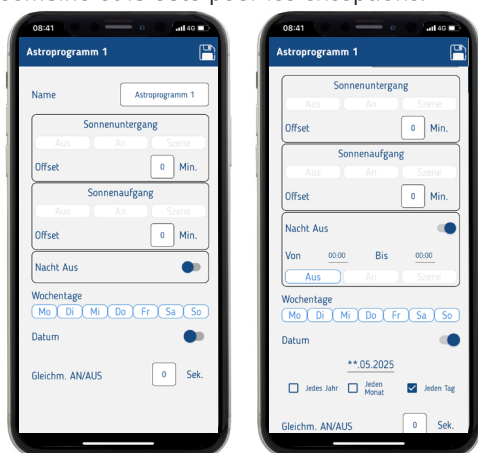 08:41 4G
Astroprogramm 1
Name Astroprogramm 1
Sonnenuntergang
Aus An Szene
Offset 0 Min.
Sonnenaufgang
Aus An Szene
Offset 0 Min.
Nacht Aus
Wochentage
Mo Di Mi Do Fr Sa So
Datum
Gleichm. AN/AUS 0 Sek.
08:41 4G
Astroprogramm 1
Sonnenuntergang
Aus An Szene
Offset 0 Min.
Sonnenaufgang
Aus An Szene
Offset 0 Min.
Nacht Aus
Von 00:00 Bis 00:00
Aus An Szene
Wochentage
Mo Di Mi Do Fr Sa So
Datum
**.05.2025
Jedes Jahr Jeden Monat Jeden Tag
Gleichm. AN/AUS 0 Sek.